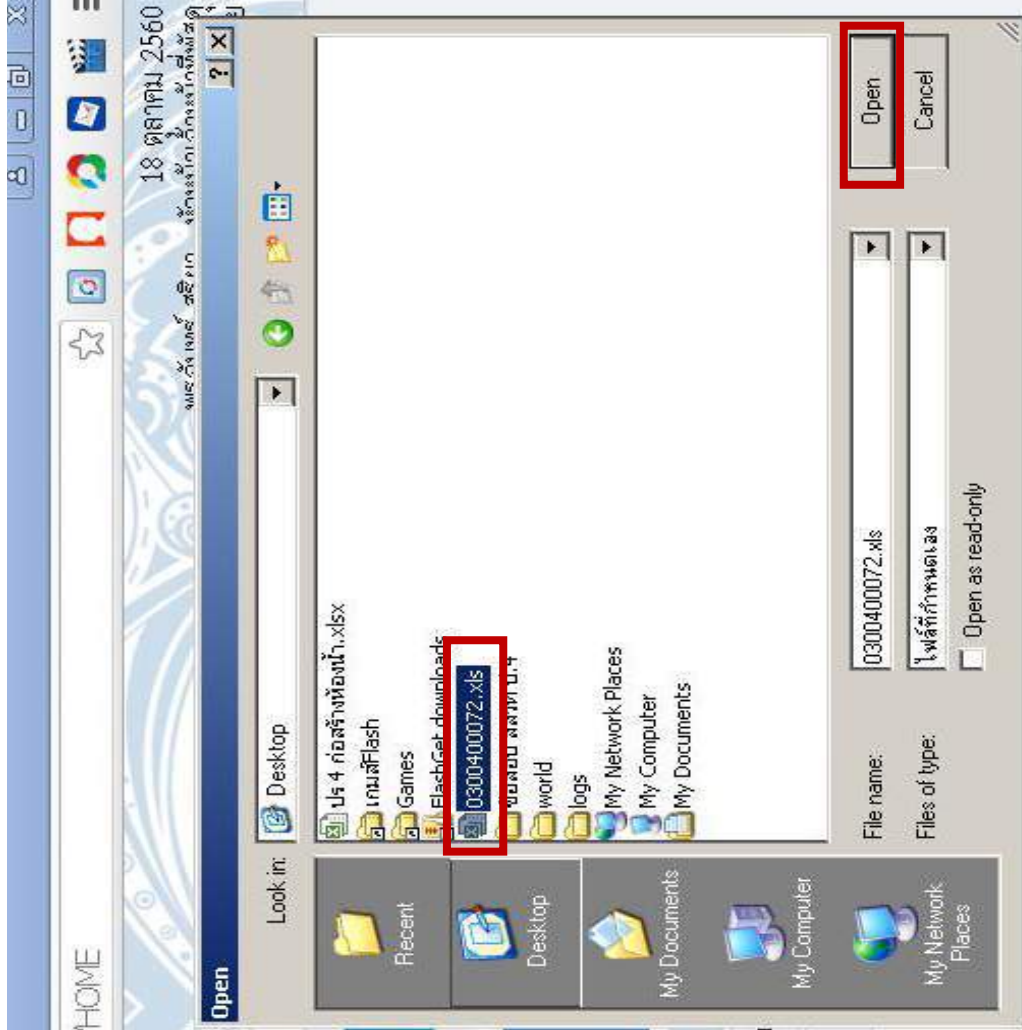 /HOME
18 ตุลาคม 2560
Open
Look in:
Desktop
Recent
Desktop
My Documents
My Computer
My Network
Places
ปร 4 ก่อสร้างห้องน้ำ.xlsx
เกมส์Flash
Games
FlashGet downloads
0300400072.xls
world
logs
My Network Places
My Computer
My Documents
File name:
0300400072.xls
Open
Files of type:
ไฟล์ที่กำหนดเอง
Cancel
Open as read-only